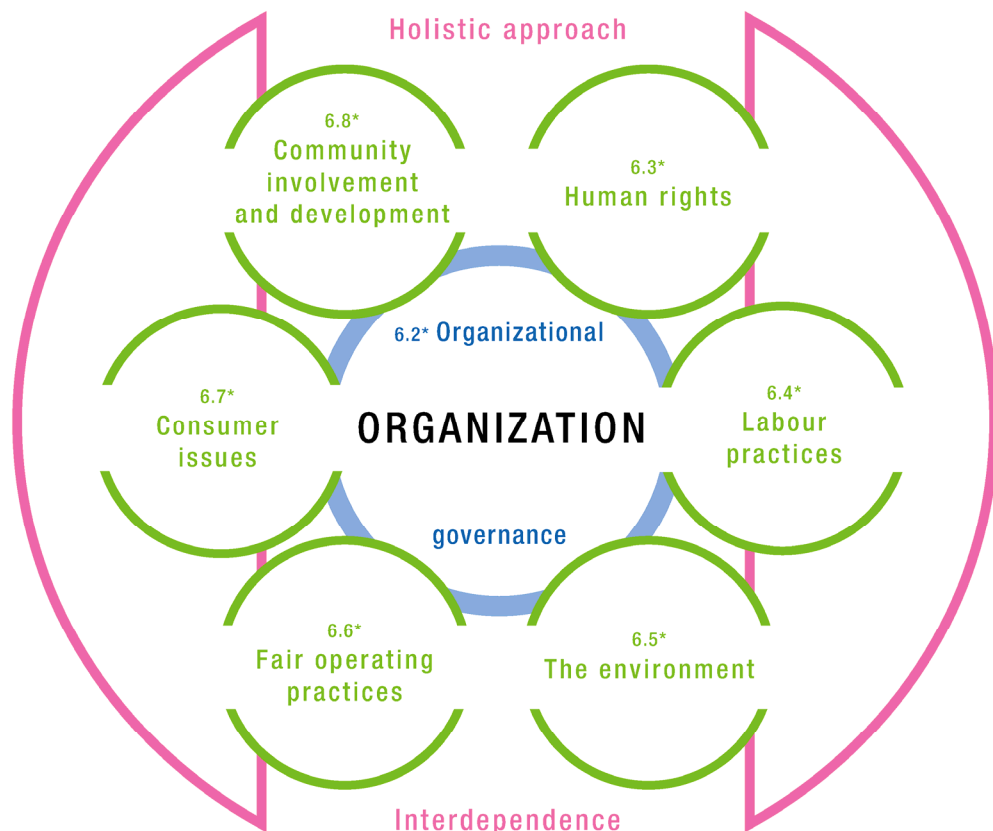 Holistic approach
6.8*
Community
involvement
and development
6.3*
Human rights
6.2* Organizational
6.7*
Consumer
issues
ORGANIZATION
6.4*
Labour
practices
governance
6.6*
Fair operating
practices
6.5*
The environment
Interdependence